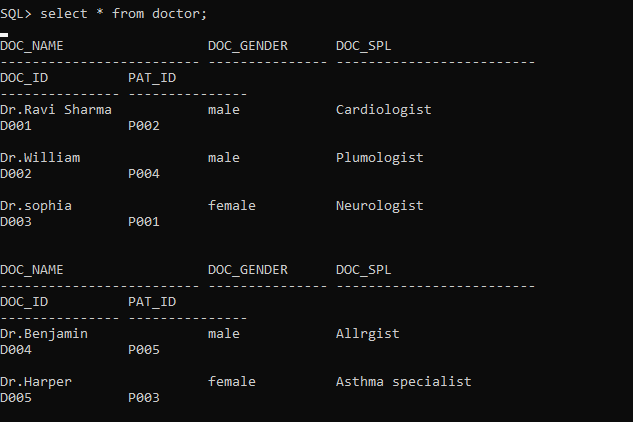 SQL> select * from doctor;
DOC_NAME                  DOC_GENDER      DOC_SPL
------------------------- --------------- -------------------------
DOC_ID          PAT_ID
--------------- ---------------
Dr.Ravi Sharma            male            Cardiologist
D001            P002
Dr.William                male            Plumologist
D002            P004
Dr.sophia                 female          Neurologist
D003            P001
DOC_NAME                  DOC_GENDER      DOC_SPL
------------------------- --------------- -------------------------
DOC_ID          PAT_ID
--------------- ---------------
Dr.Benjamin               male            Allrgist
D004            P005
Dr.Harper                 female          Asthma specialist
D005            P003